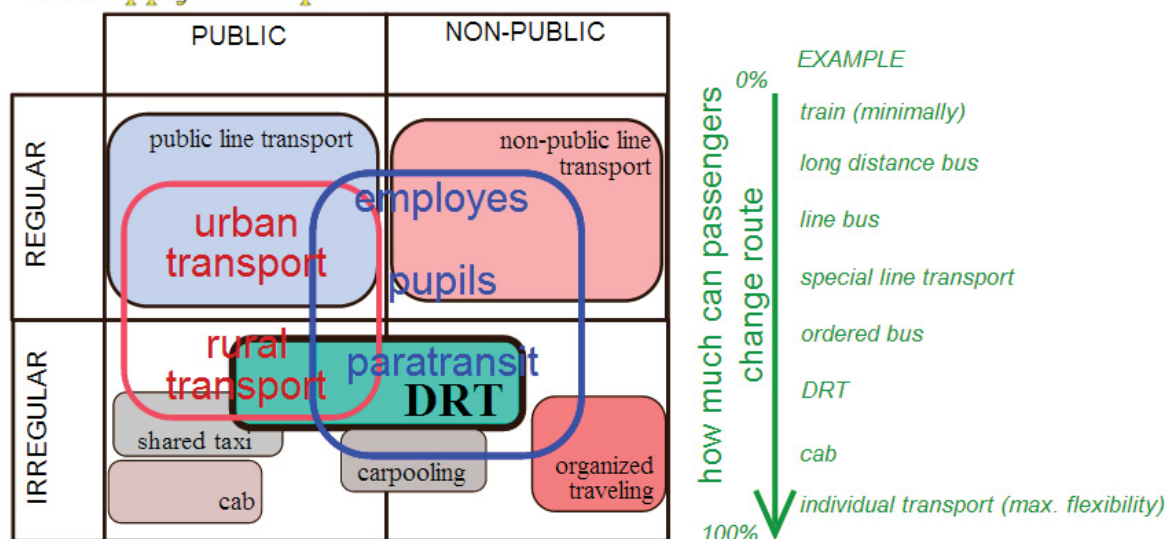 PUBLIC
NON-PUBLIC
REGULAR
public line transport
non-public line
transport
urban
transport
employes
pupils
IRREGULAR
rural
transport
paratransit
DRT
shared taxi
cab
carpooling
organized
traveling
how much can passengers
change route
EXAMPLE
0%
train (minimally)
long distance bus
line bus
special line transport
ordered bus
DRT
cab
individual transport (max. flexibility)
100%